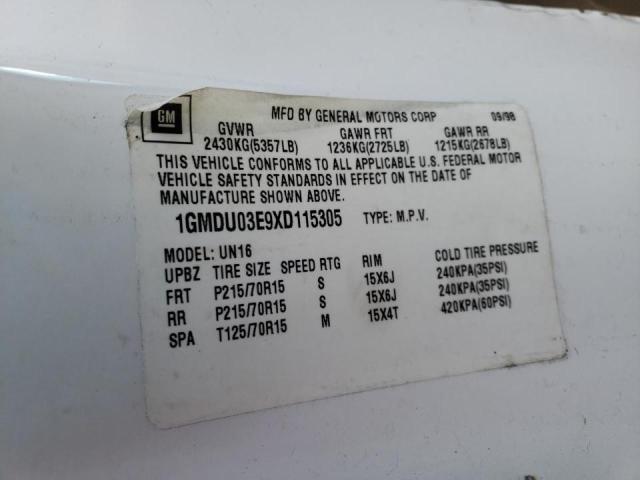 GM
MFD BY GENERAL MOTORS CORP 09/98
GVWR GAWR FRT GAWR RR
2430KG(5357LB) 1236KG(2725LB) 1215KG(2678LB)
THIS VEHICLE CONFORMS TO ALL APPLICABLE U.S. FEDERAL MOTOR
VEHICLE SAFETY STANDARDS IN EFFECT ON THE DATE OF
MANUFACTURE SHOWN ABOVE.
1GMDU03E9XD115305 TYPE: M.P.V.
MODEL: UN16
UPBZ TIRE SIZE SPEED RTG RIM COLD TIRE PRESSURE
FRT P215/70R15 S 15X6J 240KPA(35PSI)
RR P215/70R15 S 15X6J 240KPA(35PSI)
SPA T125/70R15 M 15X4T 420KPA(60PSI)